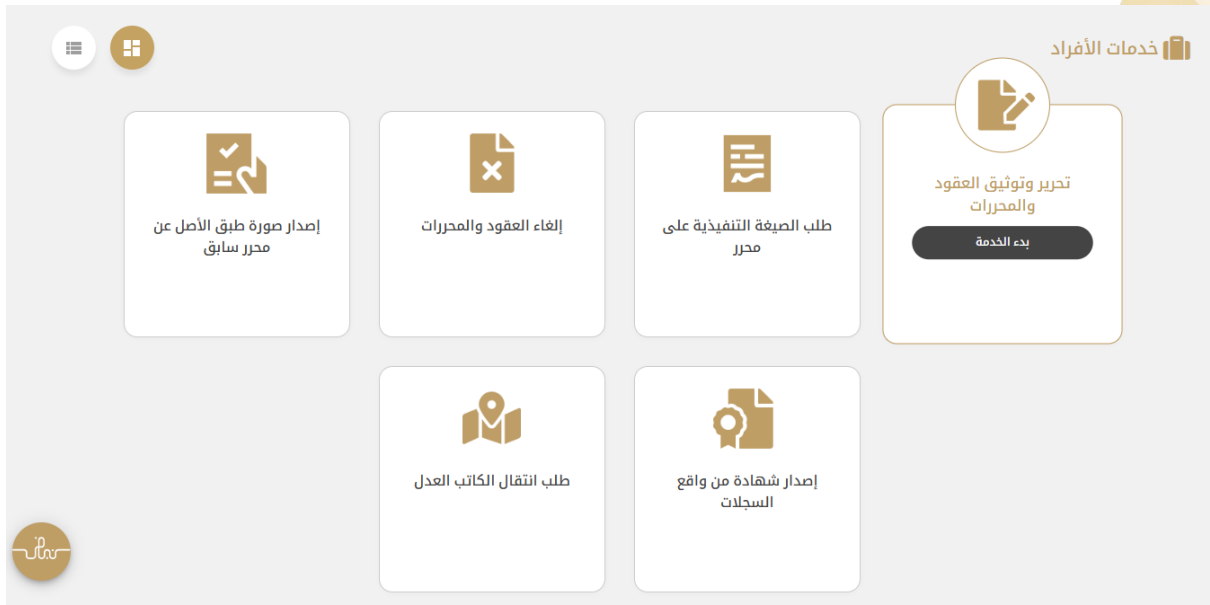 خدمات الأفراد
تحرير وتوثيق العقود
والمحررات
بدء الخدمة
طلب الصيغة التنفيذية على
محرر
إلغاء العقود والمحررات
إصدار صورة طبق الأصل عن
محرر سابق
إصدار شهادة من واقع
السجلات
طلب انتقال الكاتب العدل